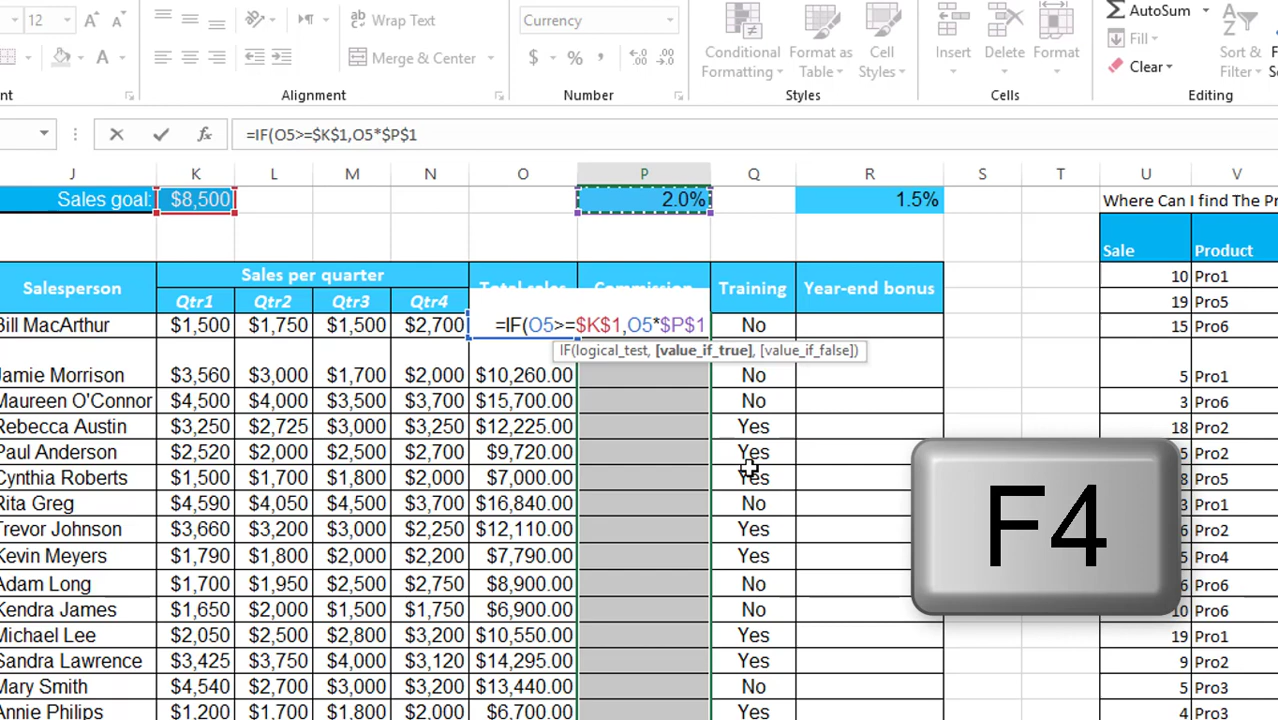 12 A A
Wrap Text
Currency
Merge & Center
$ % , .0 .00
Conditional Formatting
Format as Table
Cell Styles
Insert Delete Format
AutoSum
Fill
Clear
Sort & Filter
Alignment Number Styles Cells Editing
fx =IF(O5>=$K$1,O5*$P$1
J K L M N O P Q R S T U V
Sales goal: $8,500 2.0% 1.5% Where Can I find The Pr
Salesperson Sales per quarter Training Year-end bonus Sale Product
Qtr1 Qtr2 Qtr3 Qtr4 10 Pro1
19 Pro5
Bill MacArthur $1,500 $1,750 $1,500 $2,700 =IF(O5>=$K$1,O5*$P$1 No 15 Pro6
IF(logical_test, [value_if_true], [value_if_false])
Jamie Morrison $3,560 $3,000 $1,700 $2,000 $10,260.00 No 5 Pro1
Maureen O'Connor $4,500 $4,000 $3,500 $3,700 $15,700.00 No 3 Pro6
Rebecca Austin $3,250 $2,725 $3,000 $3,250 $12,225.00 Yes 18 Pro2
Paul Anderson $2,520 $2,000 $2,500 $2,700 $9,720.00 Yes Pro2
Cynthia Roberts $1,500 $1,700 $1,800 $2,000 $7,000.00 Yes Pro5
Rita Greg $4,590 $4,050 $4,500 $3,700 $16,840.00 No Pro1
Trevor Johnson $3,660 $3,200 $3,000 $2,250 $12,110.00 Yes Pro2
Kevin Meyers $1,790 $1,800 $2,000 $2,200 $7,790.00 Yes Pro4
Adam Long $1,700 $1,950 $2,500 $2,750 $8,900.00 No Pro6
Kendra James $1,650 $2,000 $1,500 $1,750 $6,900.00 No 10 Pro6
Michael Lee $2,050 $2,500 $2,800 $3,200 $10,550.00 Yes 19 Pro1
Sandra Lawrence $3,425 $3,750 $4,000 $3,120 $14,295.00 Yes 9 Pro2
Mary Smith $4,540 $2,700 $3,000 $3,200 $13,440.00 No 5 Pro3
Annie Philips $1,200 $1,700 $1,800 $2,000 $6,700.00 Yes 4 Pro3
F4